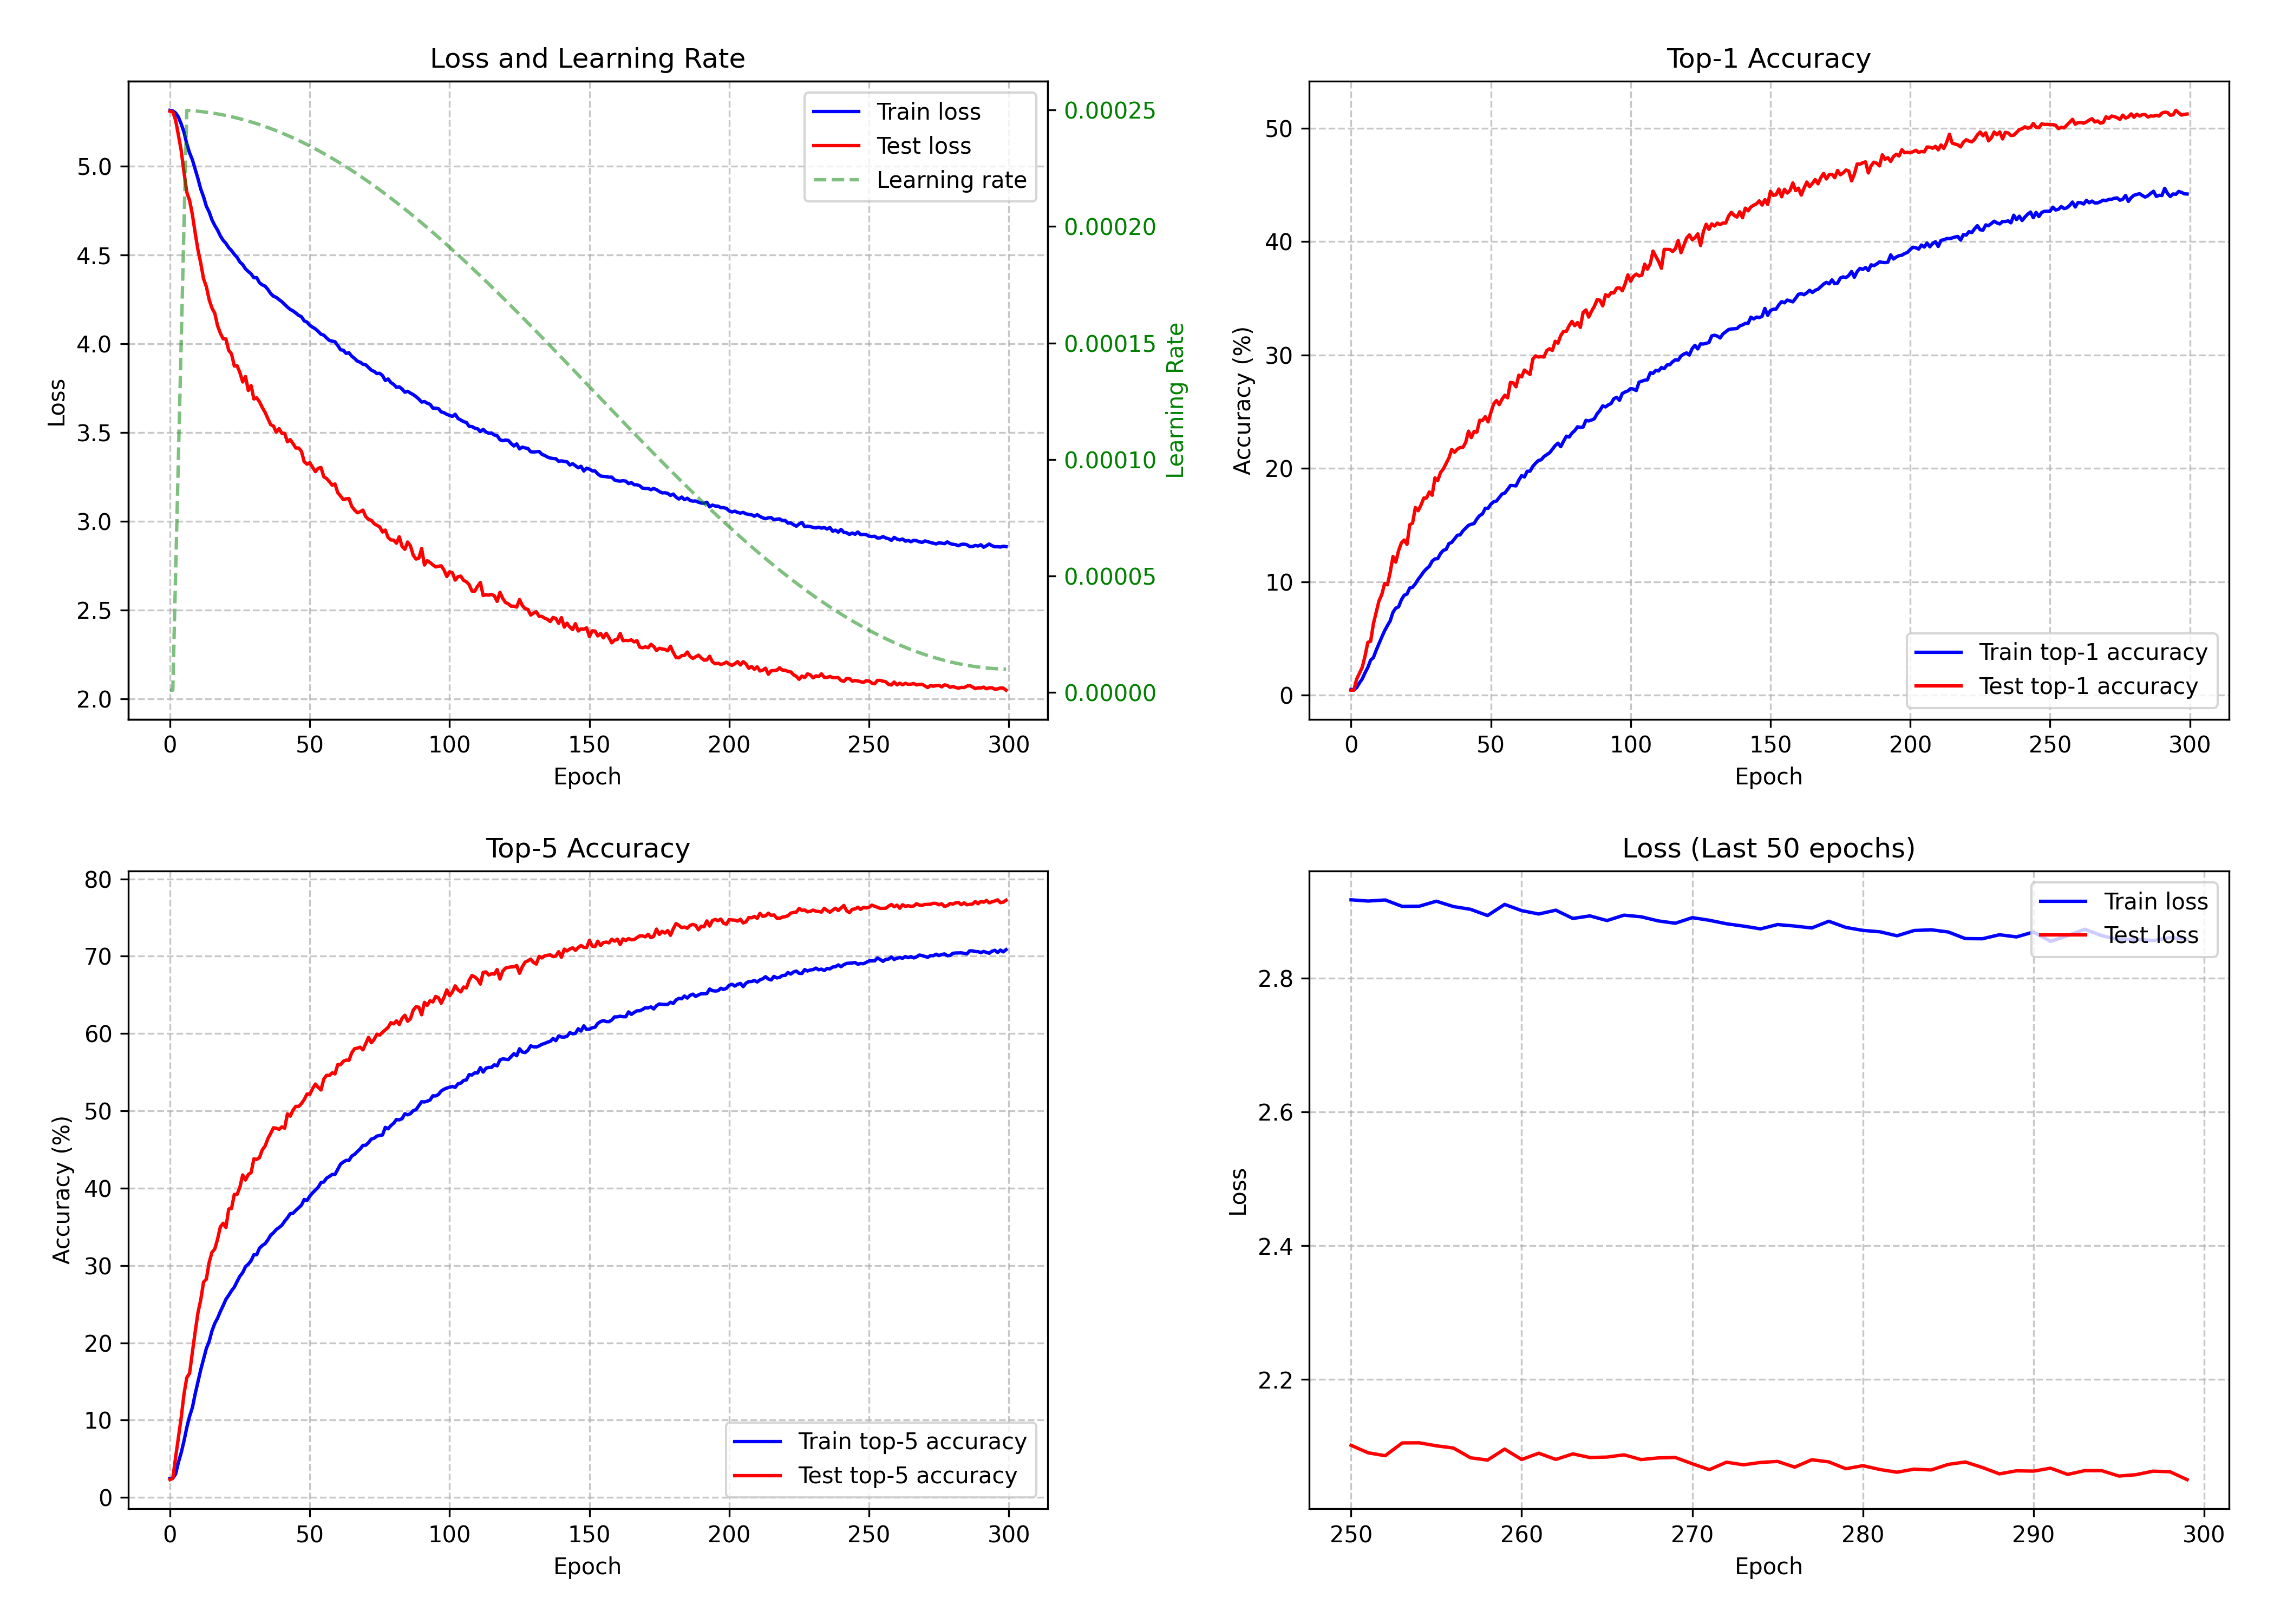 Loss and Learning Rate
Train loss
Test loss
Learning rate
5.0
4.5
4.0
3.5
3.0
2.5
2.0
Loss
0.00025
0.00020
0.00015
0.00010
0.00005
0.00000
Learning Rate
0 50 100 150 200 250 300
Epoch
Top-1 Accuracy
50
40
30
20
10
0
Accuracy (%)
Train top-1 accuracy
Test top-1 accuracy
0 50 100 150 200 250 300
Epoch
Top-5 Accuracy
80
70
60
50
40
30
20
10
0
Accuracy (%)
Train top-5 accuracy
Test top-5 accuracy
0 50 100 150 200 250 300
Epoch
Loss (Last 50 epochs)
Train loss
Test loss
2.8
2.6
2.4
2.2
Loss
250 260 270 280 290 300
Epoch